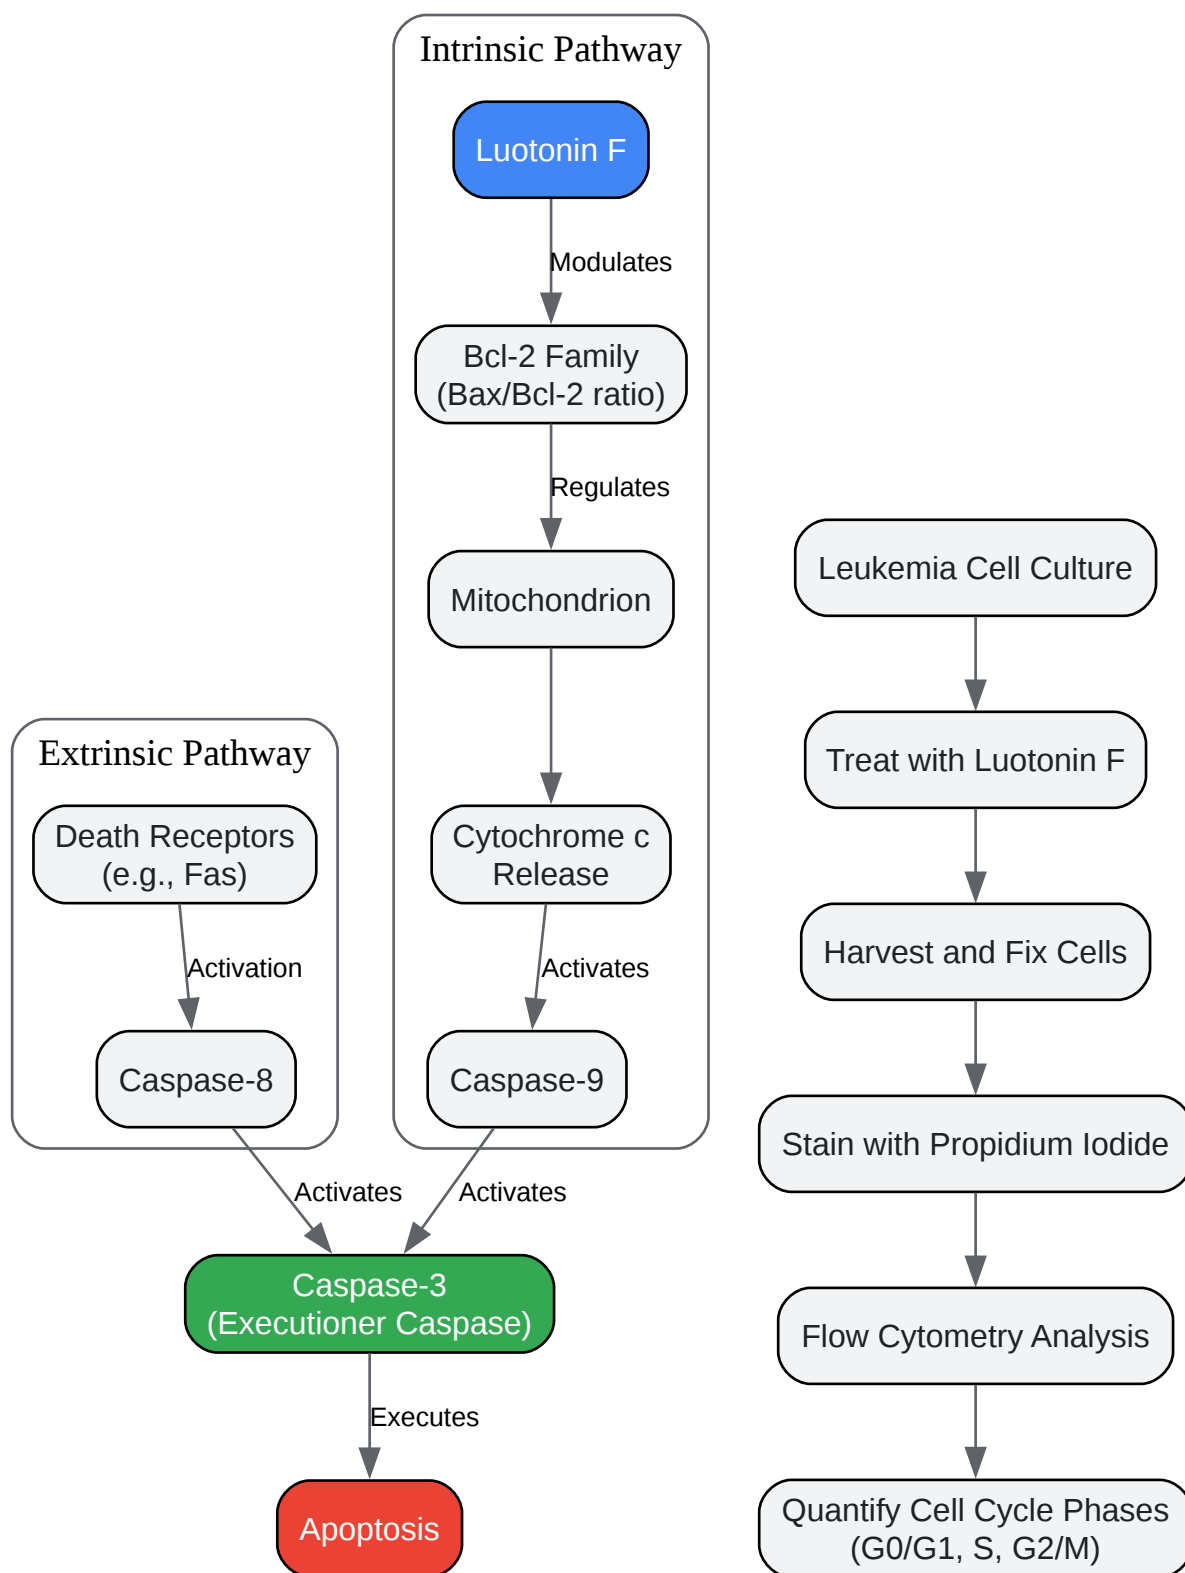 Intrinsic Pathway
Luotonin F
Modulates
Bcl-2 Family
(Bax/Bcl-2 ratio)
Regulates
Mitochondrion
Cytochrome c
Release
Activates
Caspase-9
Activates
Extrinsic Pathway
Death Receptors
(e.g., Fas)
Activation
Caspase-8
Activates
Caspase-3
(Executioner Caspase)
Executes
Apoptosis
Leukemia Cell Culture
Treat with Luotonin F
Harvest and Fix Cells
Stain with Propidium Iodide
Flow Cytometry Analysis
Quantify Cell Cycle Phases
(G0/G1, S, G2/M)